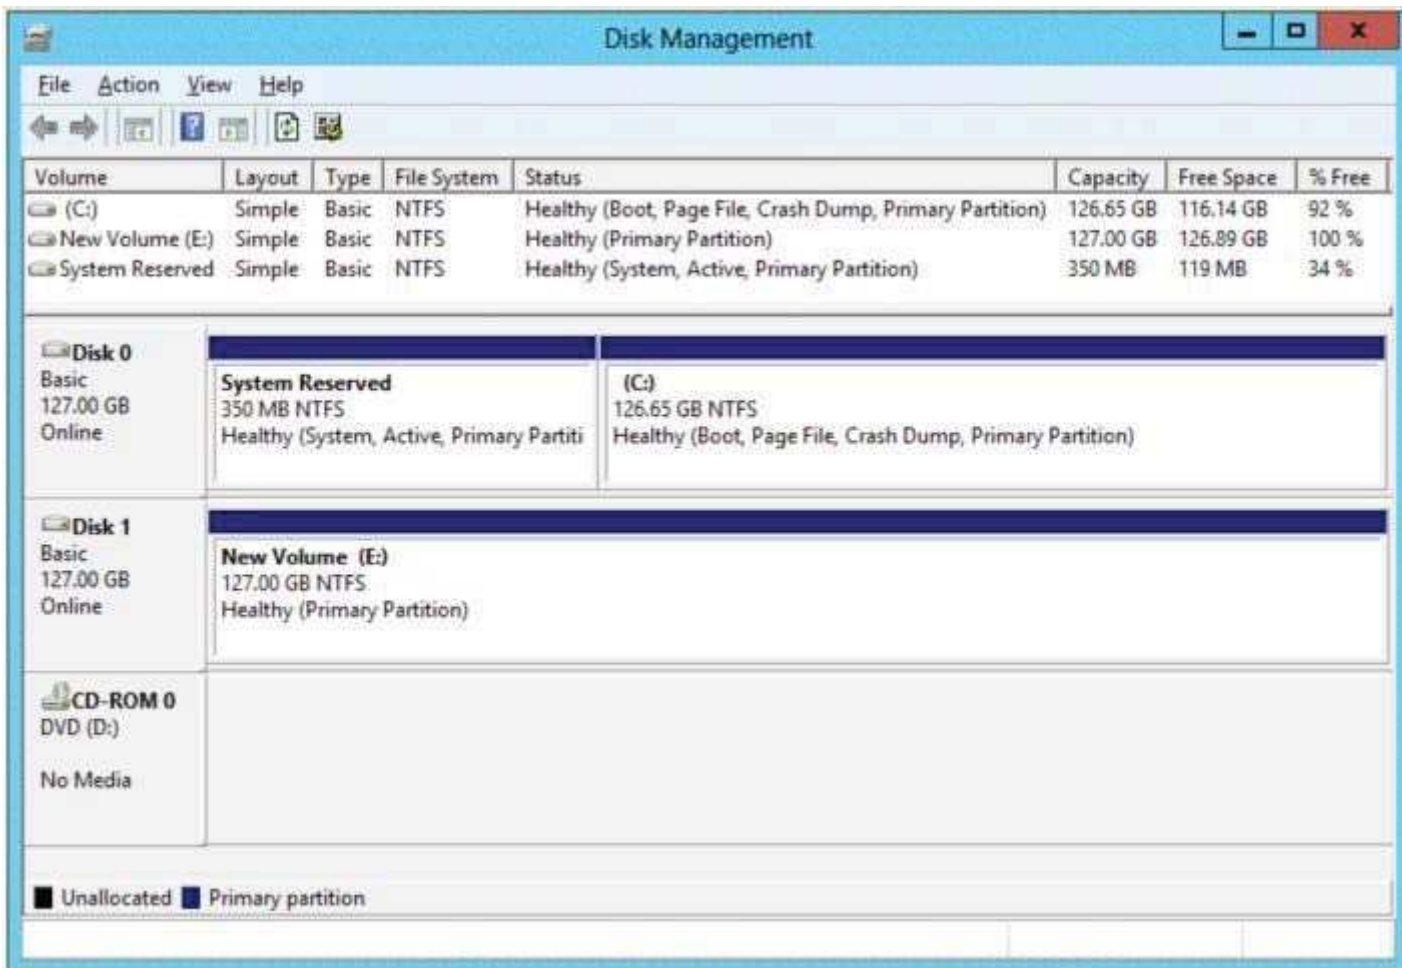 Disk Management
File Action View Help
Volume Layout Type File System Status Capacity Free Space % Free
(C:) Simple Basic NTFS Healthy (Boot, Page File, Crash Dump, Primary Partition) 126.65 GB 116.14 GB 92 %
New Volume (E:) Simple Basic NTFS Healthy (Primary Partition) 127.00 GB 126.89 GB 100 %
System Reserved Simple Basic NTFS Healthy (System, Active, Primary Partition) 350 MB 119 MB 34 %
Disk 0
Basic
127.00 GB
Online
System Reserved
350 MB NTFS
Healthy (System, Active, Primary Partiti
(C:)
126.65 GB NTFS
Healthy (Boot, Page File, Crash Dump, Primary Partition)
Disk 1
Basic
127.00 GB
Online
New Volume (E:)
127.00 GB NTFS
Healthy (Primary Partition)
CD-ROM 0
DVD (D:)
No Media
Unallocated Primary partition